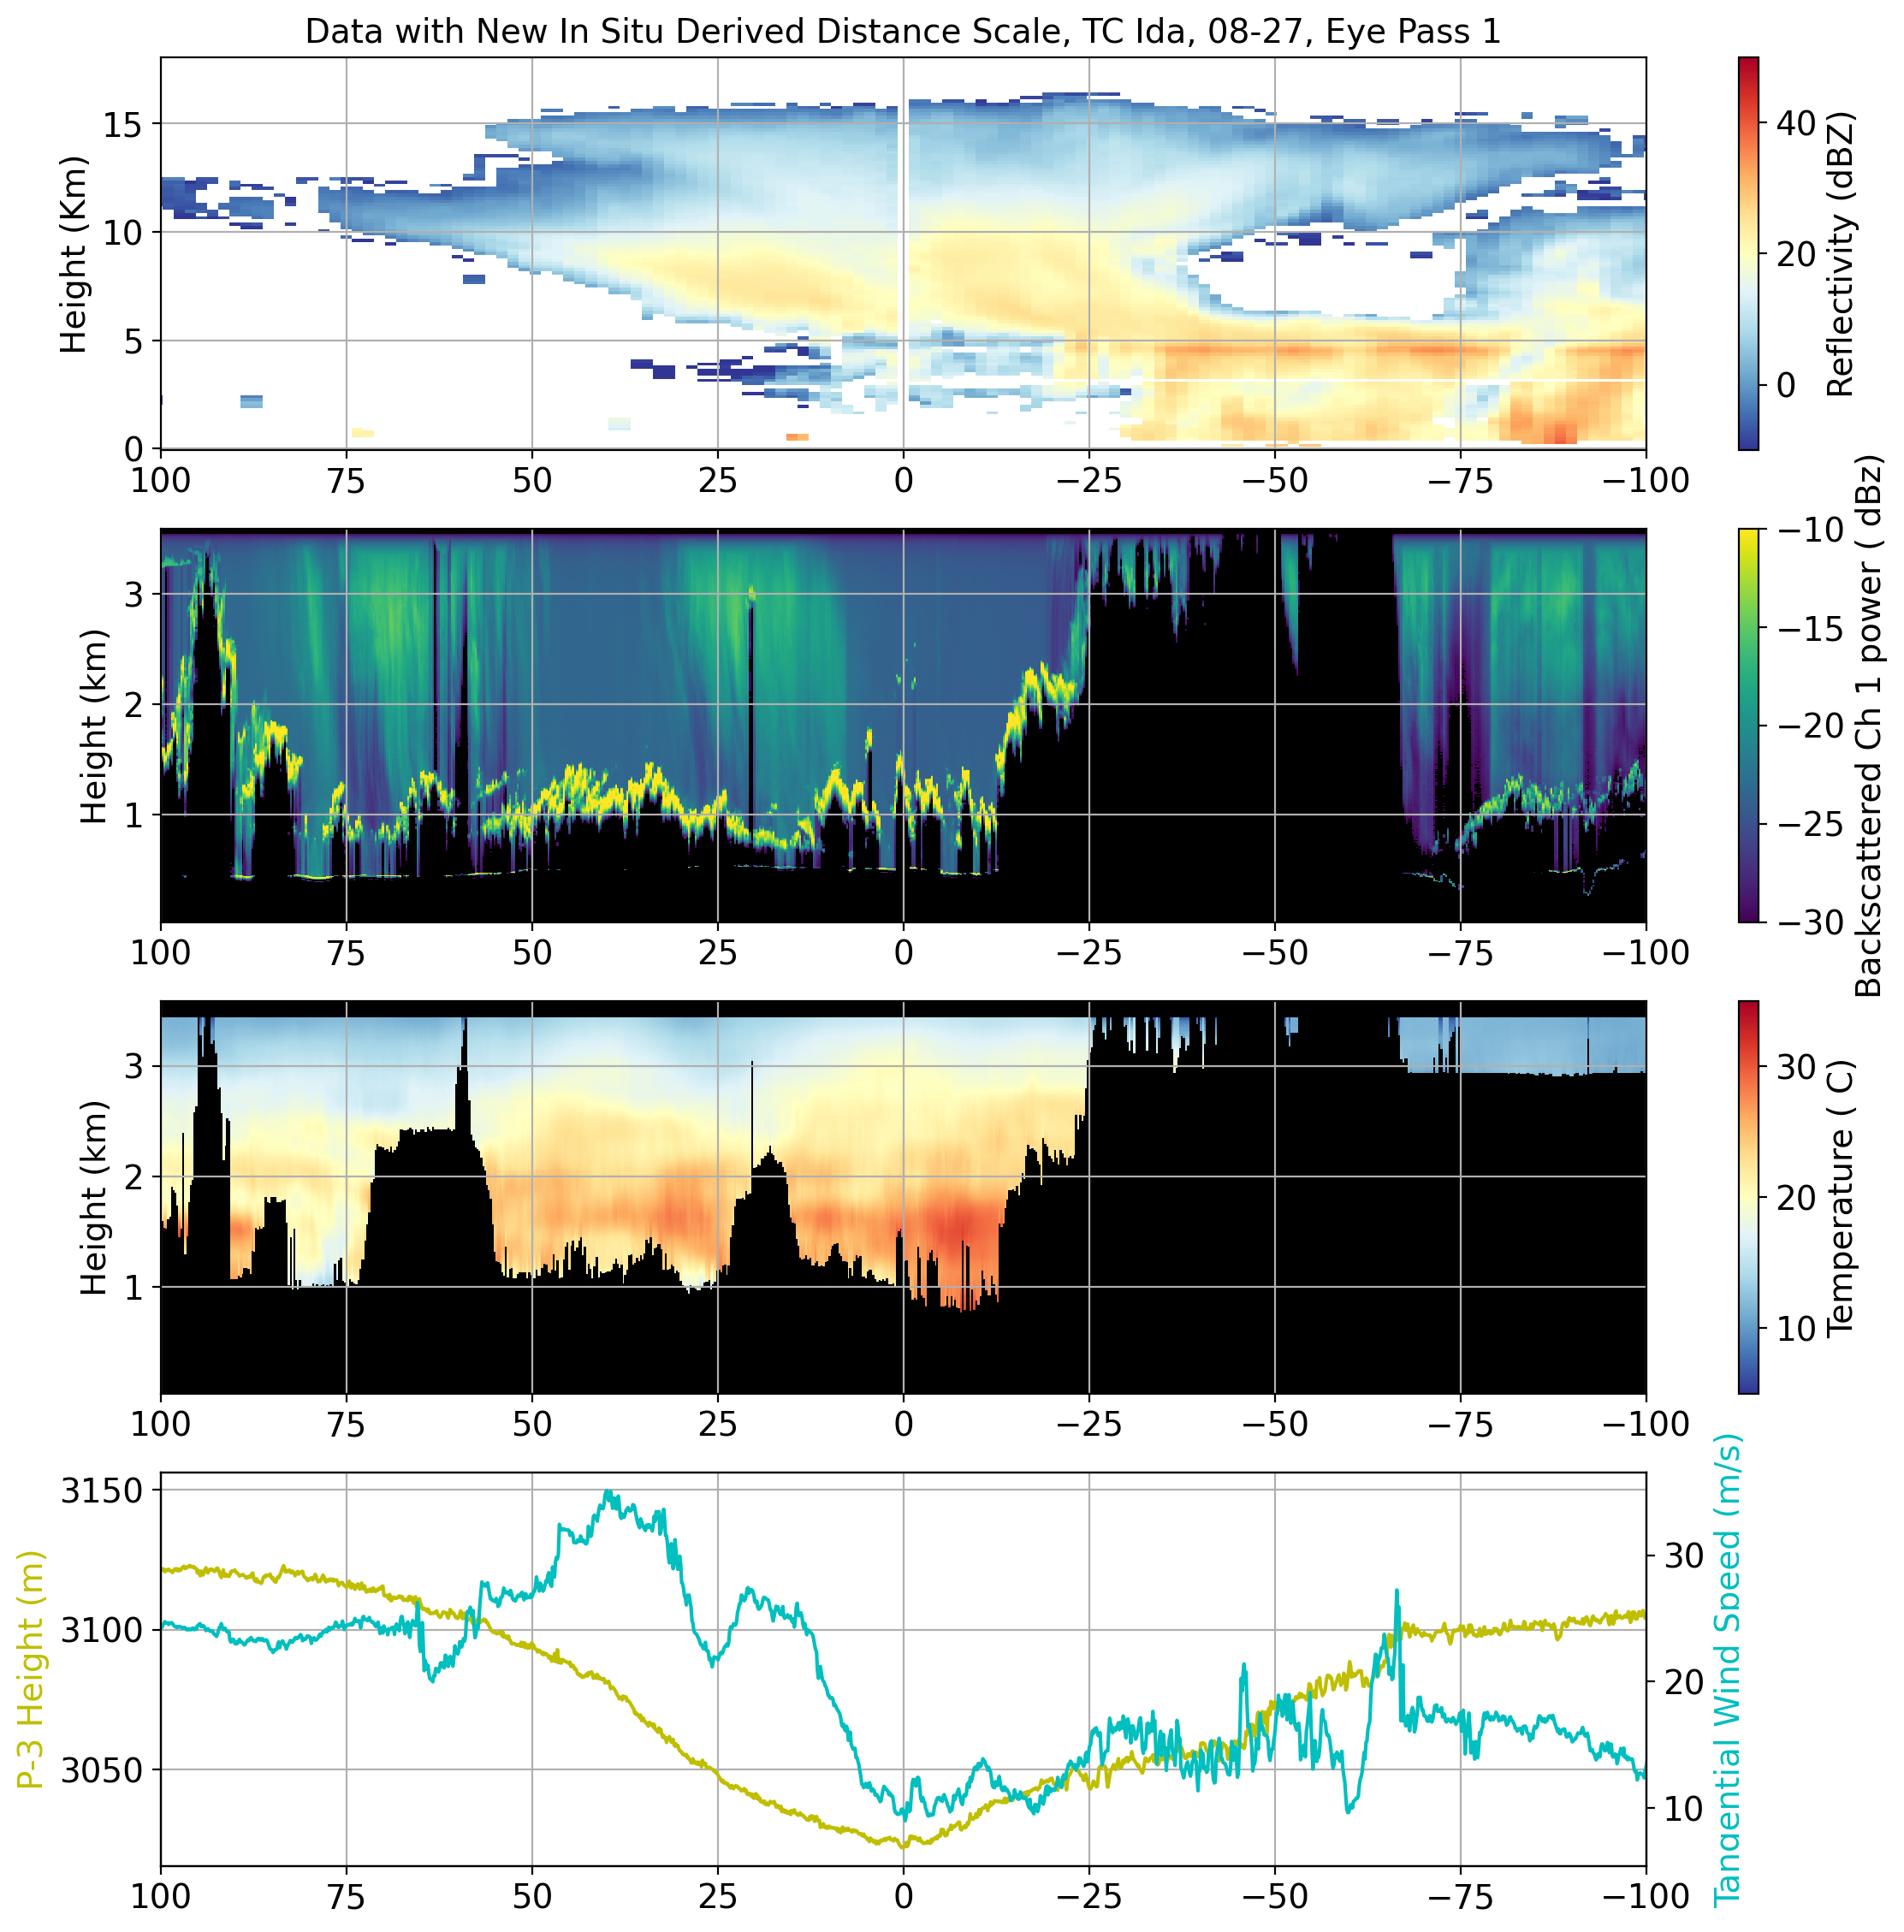 Data with New In Situ Derived Distance Scale, TC Ida, 08-27, Eye Pass 1
Height (Km)
15
10
5
0
100 75 50 25 0 −25 −50 −75 −100
40
20
0
Reflectivity (dBZ)
Height (km)
3
2
1
100 75 50 25 0 −25 −50 −75 −100
−10
−15
−20
−25
−30
Backscattered Ch 1 power ( dBz)
Height (km)
3
2
1
100 75 50 25 0 −25 −50 −75 −100
30
20
10
Temperature ( C)
P-3 Height (m)
3150
3100
3050
100 75 50 25 0 −25 −50 −75 −100
30
20
10
Tangential Wind Speed (m/s)